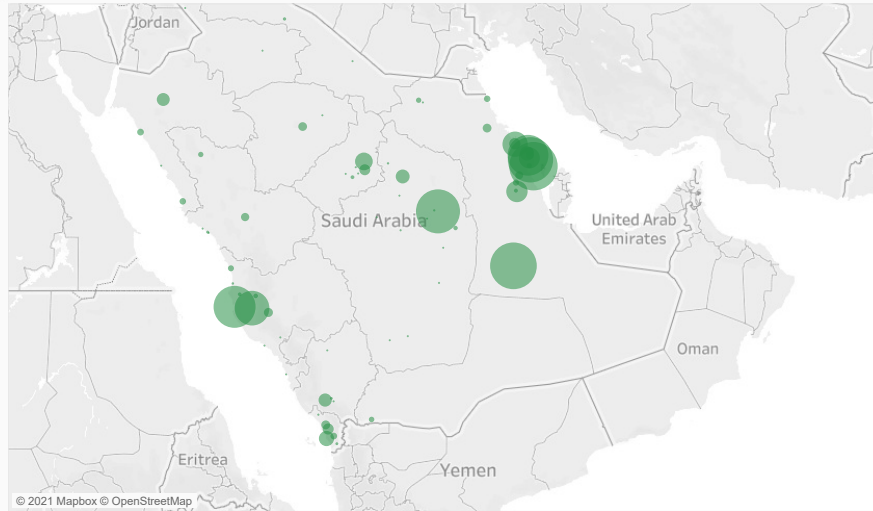 Jordan
Saudi Arabia
United Arab
Emirates
Oman
Eritrea
Yemen
© 2021 Mapbox © OpenStreetMap